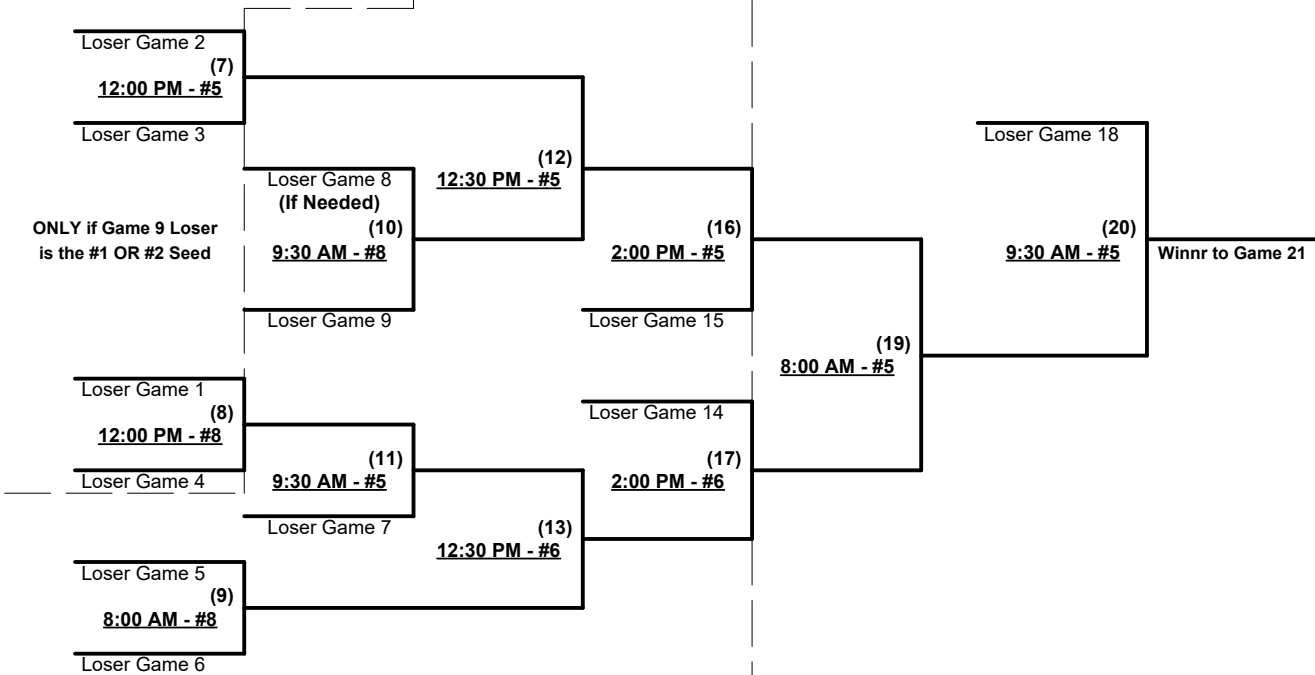 Loser Game 2
(7)
12:00 PM - #5
Loser Game 3
Loser Game 18
(12)
12:30 PM - #5
Loser Game 8
(If Needed)
(10)
9:30 AM - #8
ONLY if Game 9 Loser
is the #1 OR #2 Seed
(16)
2:00 PM - #5
(20)
9:30 AM - #5
Winnr to Game 21
Loser Game 9
Loser Game 15
(19)
8:00 AM - #5
Loser Game 1
(8)
12:00 PM - #8
Loser Game 4
Loser Game 14
(11)
9:30 AM - #5
(17)
2:00 PM - #6
Loser Game 7
(13)
12:30 PM - #6
Loser Game 5
(9)
8:00 AM - #8
Loser Game 6